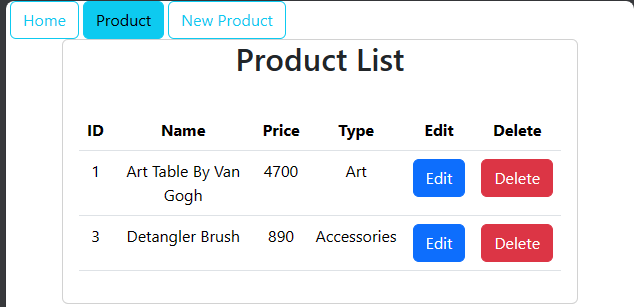 Home Product New Product
Product List
ID Name Price Type Edit Delete
1 Art Table By Van 4700 Art Edit Delete
Gogh
3 Detangler Brush 890 Accessories Edit Delete